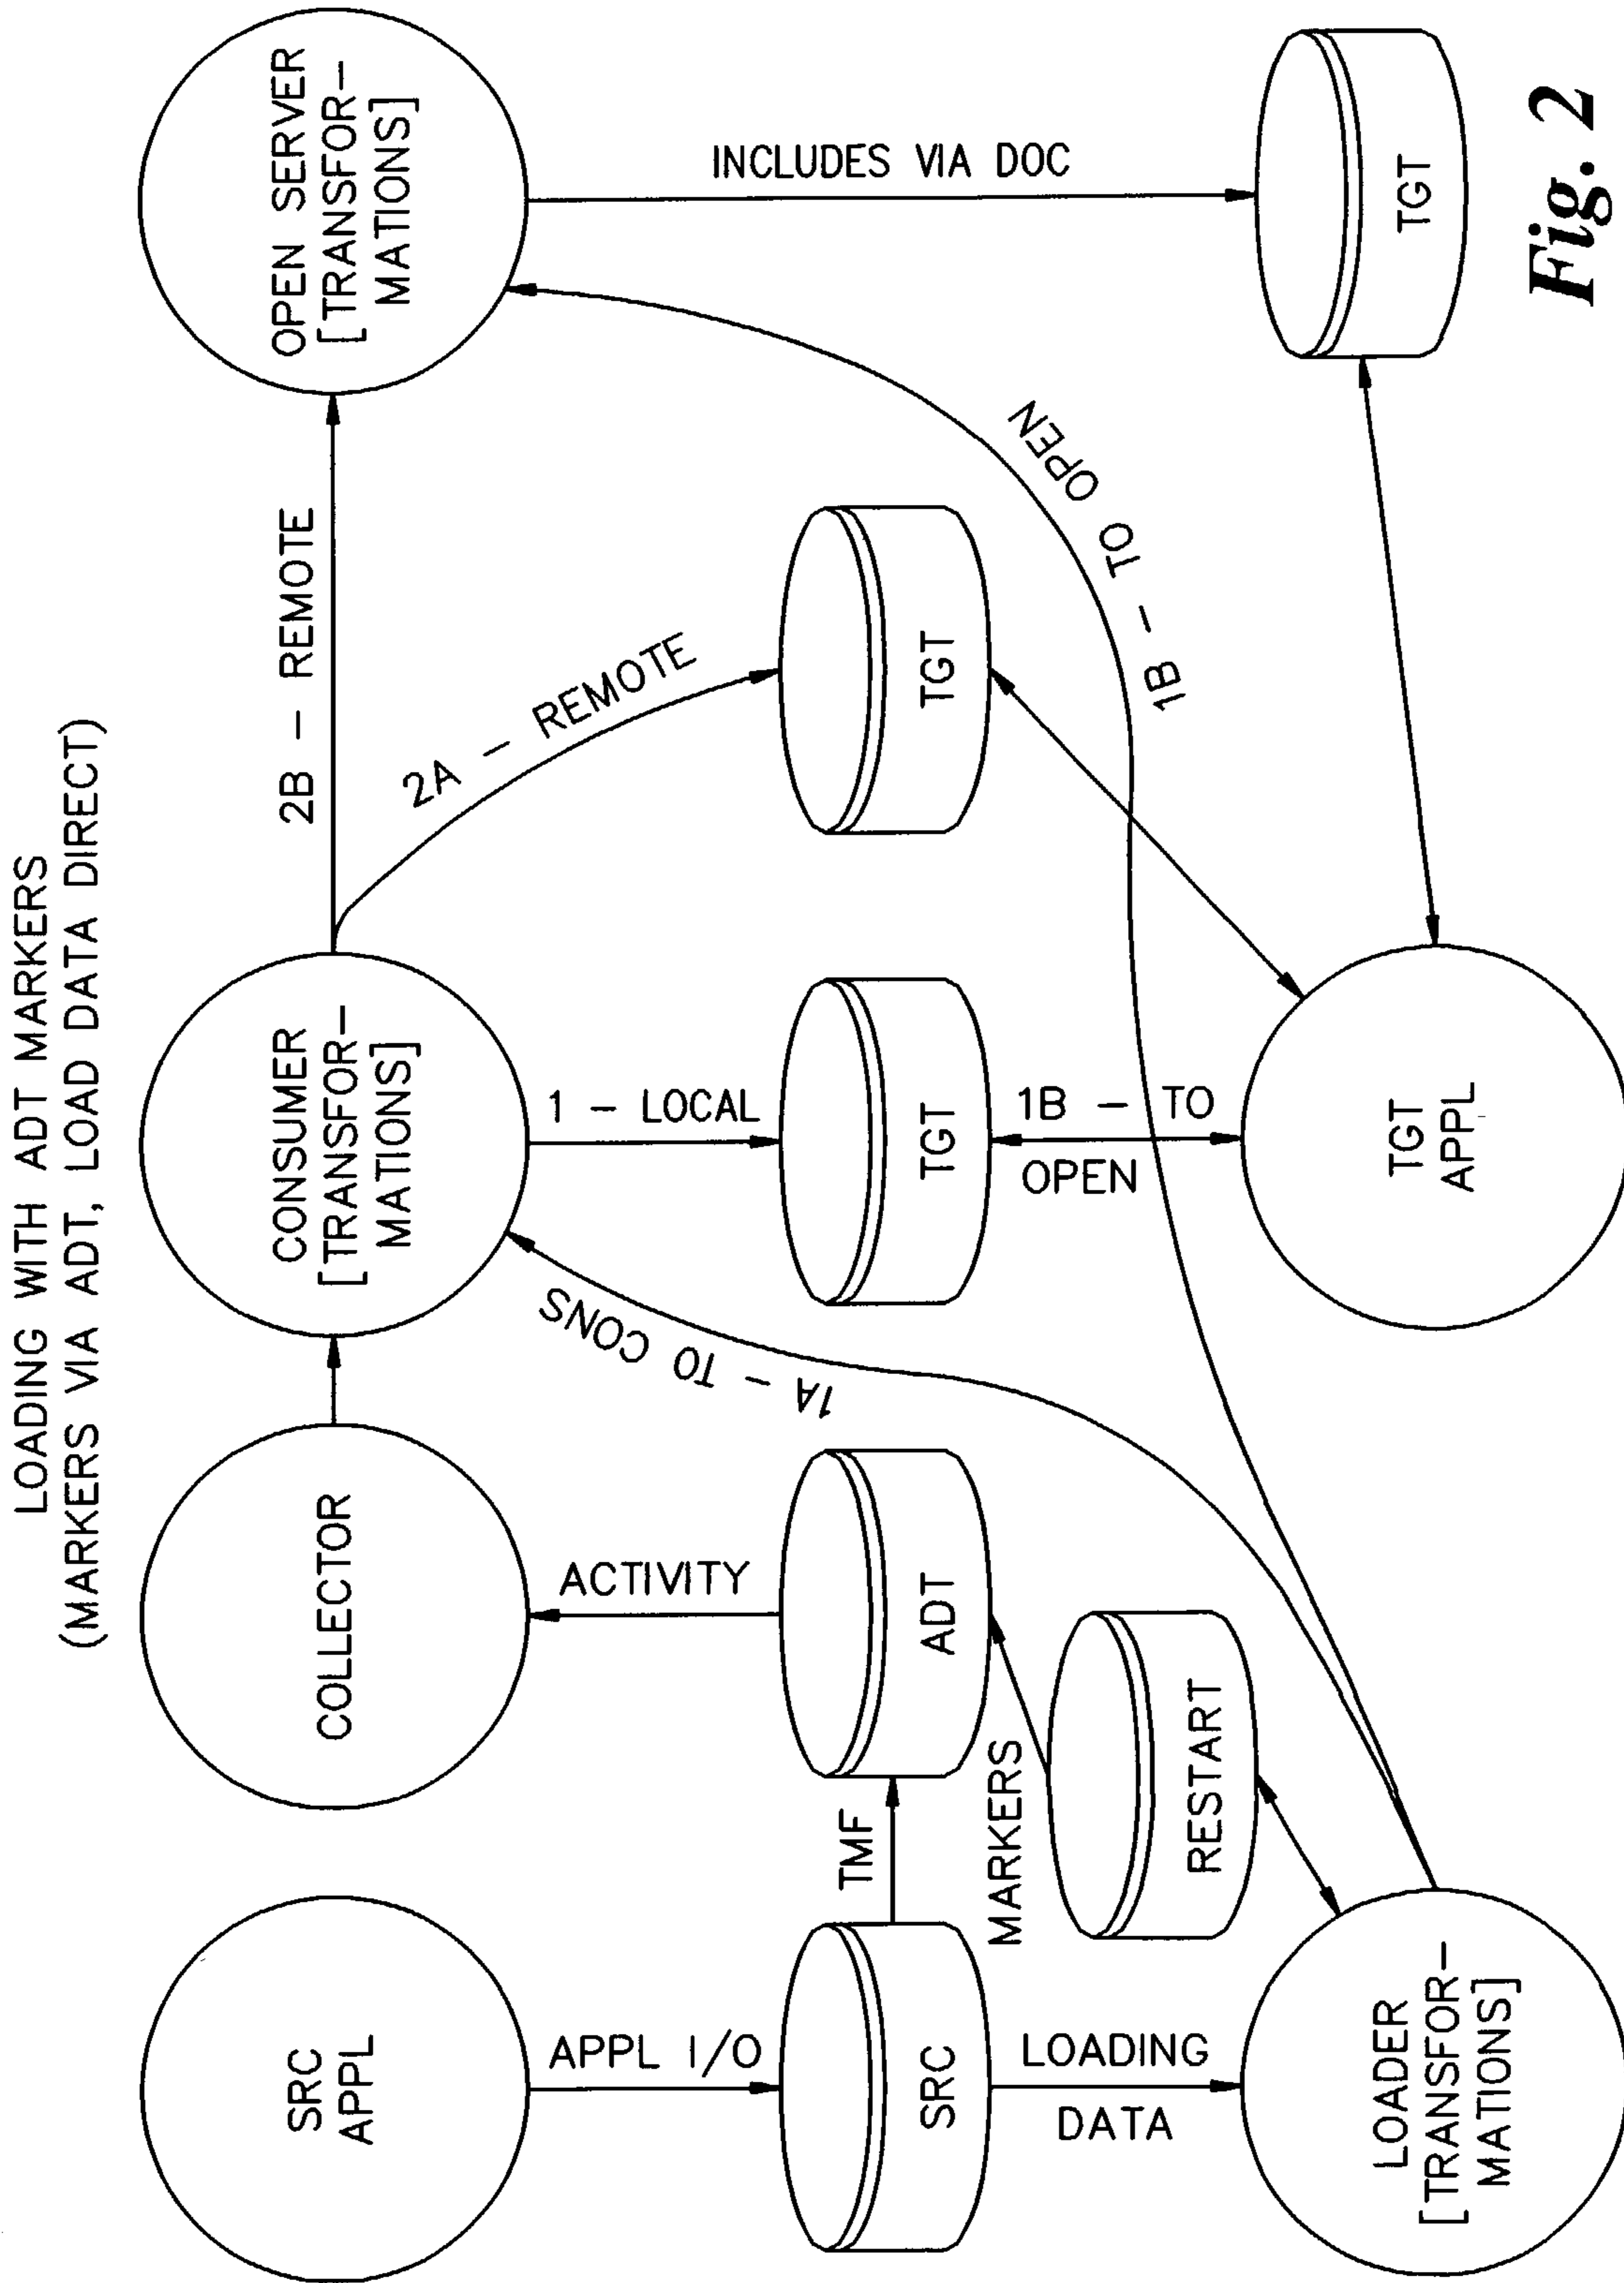 LOADING WITH ADT MARKERS
(MARKERS VIA ADT, LOAD DATA DIRECT)
SRC
APPL
COLLECTOR
CONSUMER
[TRANSFOR-
MATIONS]
2B - REMOTE
OPEN SERVER
[TRANSFOR-
MATIONS]
APPL I/O
ACTIVITY
1 - LOCAL
2A - REMOTE
INCLUDES VIA DOC
1A - TO CONS
SRC
TMF
ADT
TGT
TGT
MARKERS
RESTART
LOADING
DATA
1B - TO
OPEN
1B - TO OPEN
LOADER
[TRANSFOR-
MATIONS]
TGT
APPL
TGT
Fig. 2